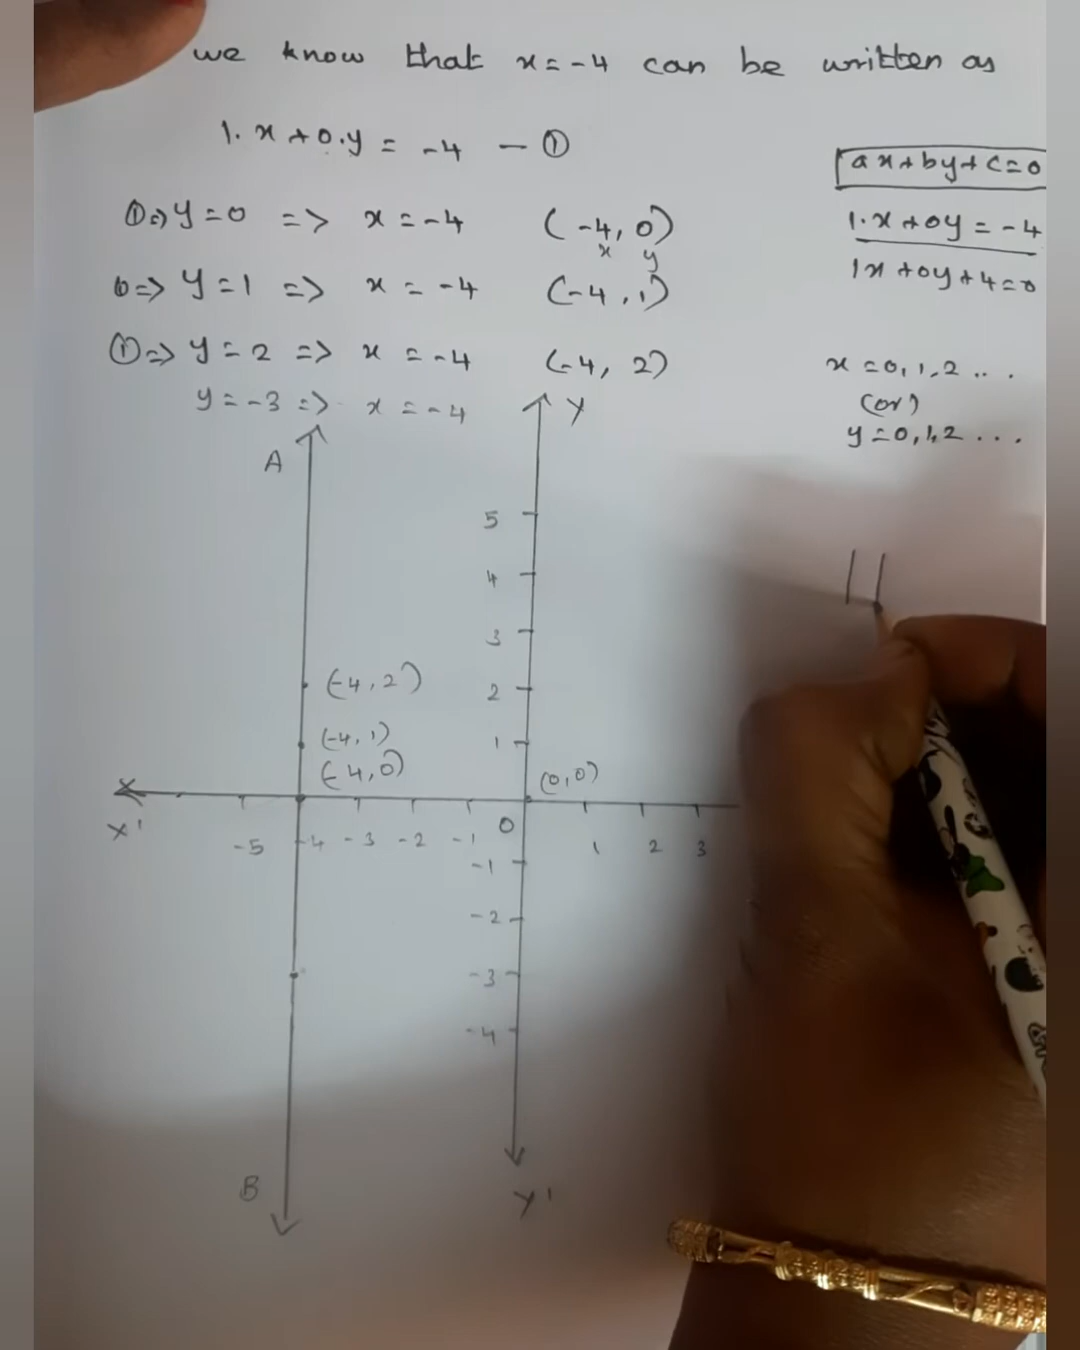 we know that x = -4 can be written as
1. x + 0.y = -4 — ①
ax + by + c = 0
①=> y = 0 => x = -4 (-4, 0)
x y
1.x + 0y = -4
1x + 0y + 4 = 0
①=> y = 1 => x = -4 (-4, 1)
①=> y = 2 => x = -4 (-4, 2)
x = 0, 1, 2 ...
(or)
y = 0, 1, 2 ...
y = -3 => x = -4
Y
A
5
4
3
(-4, 2)
2
(-4, 1)
1
(-4, 0)
(0,0)
X'
-5 -4 -3 -2 -1 0 1 2 3
-1
-2
-3
-4
B
Y'